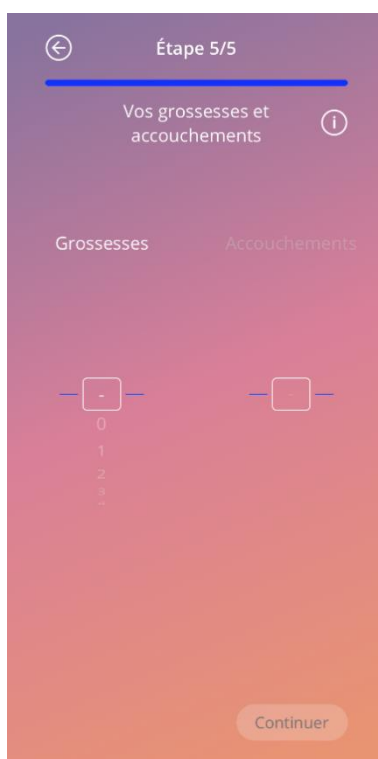 Étape 5/5
Vos grossesses et
accouchements
Grossesses
Accouchements
-
-
0
1
2
3
Continuer